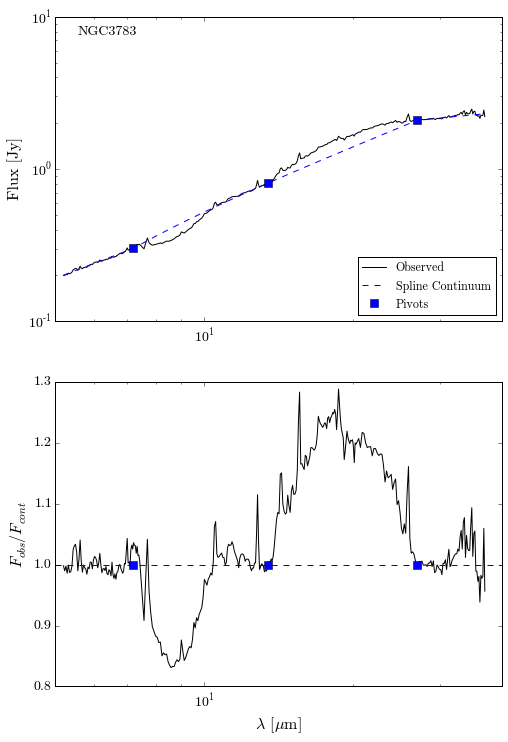 10^1
NGC3783
Flux [Jy]
10^0
Observed
Spline Continuum
Pivots
10^-1
10^1
1.3
1.2
1.1
F_obs/F_cont
1.0
0.9
0.8
10^1
λ [μm]